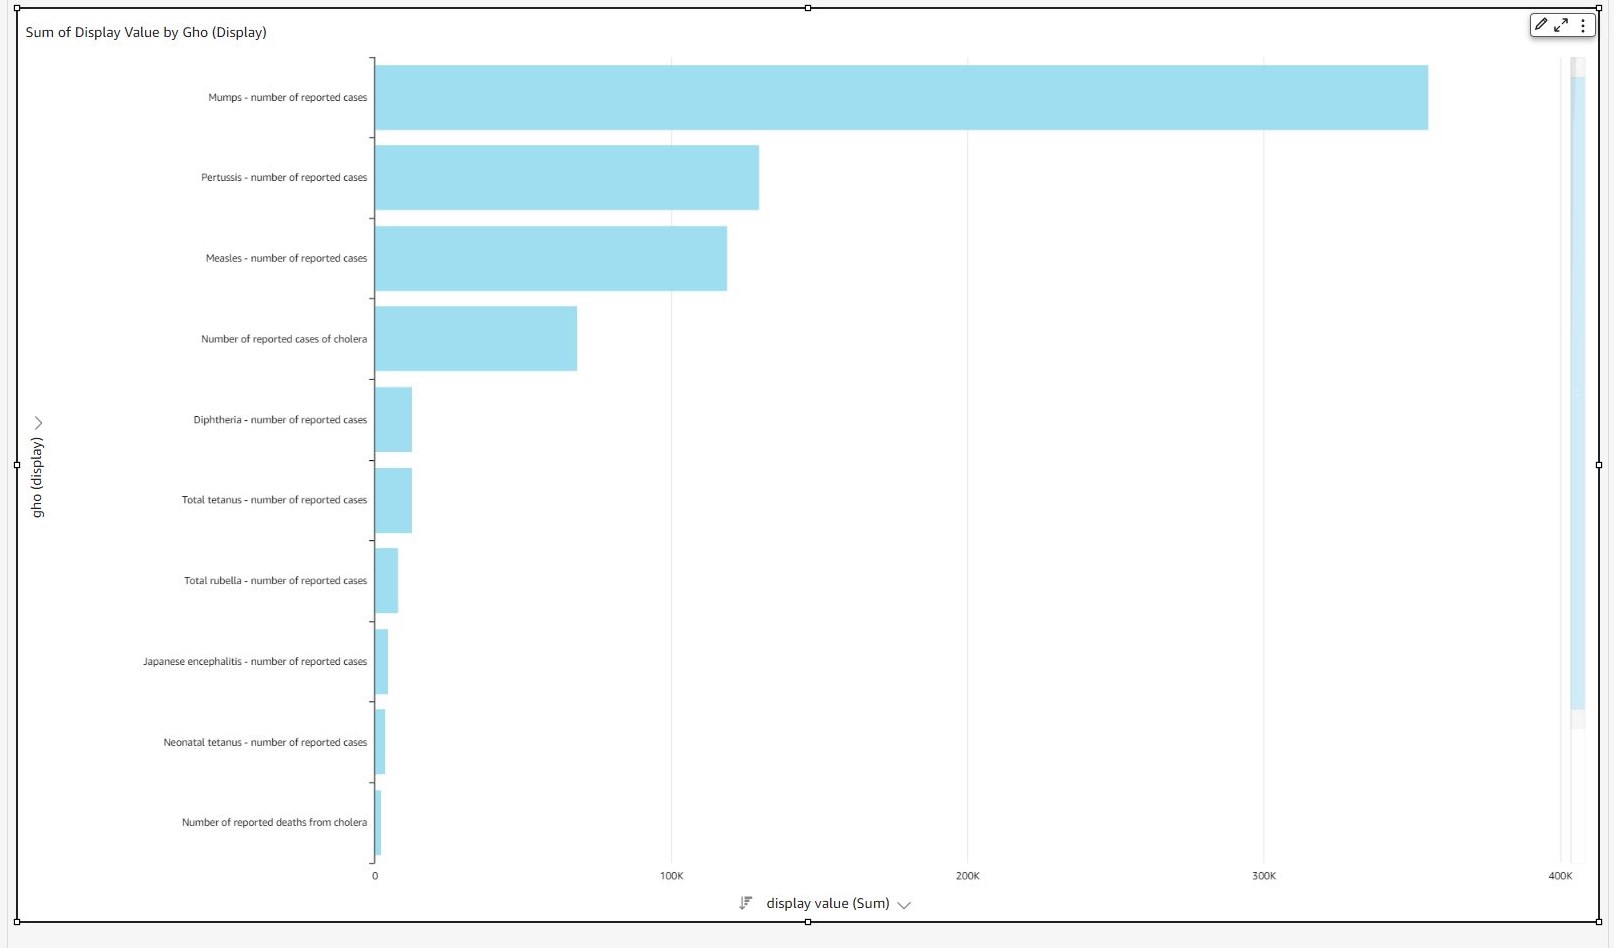 Sum of Display Value by Gho (Display)
Mumps - number of reported cases
Pertussis - number of reported cases
Measles - number of reported cases
Number of reported cases of cholera
Diphtheria - number of reported cases
Total tetanus - number of reported cases
Total rubella - number of reported cases
Japanese encephalitis - number of reported cases
Neonatal tetanus - number of reported cases
Number of reported deaths from cholera
gho (display)
0 100K 200K 300K 400K
display value (Sum)